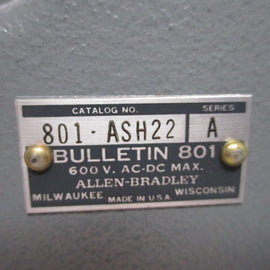 CATALOG NO. SERIES
801-ASH22 A
BULLETIN 801
600 V. AC-DC MAX.
ALLEN-BRADLEY
MILWAUKEE MADE IN U.S.A. WISCONSIN